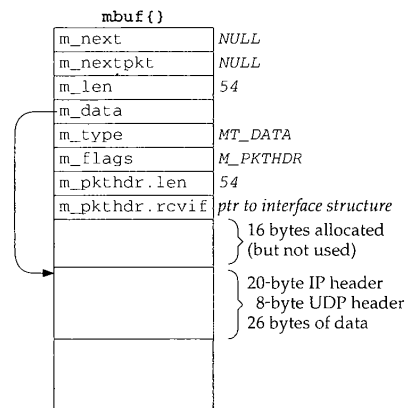 mbuf{}
m_next NULL
m_nextpkt NULL
m_len 54
m_data
m_type MT_DATA
m_flags M_PKTHDR
m_pkthdr.len 54
m_pkthdr.rcvif ptr to interface structure
16 bytes allocated
(but not used)
20-byte IP header
8-byte UDP header
26 bytes of data